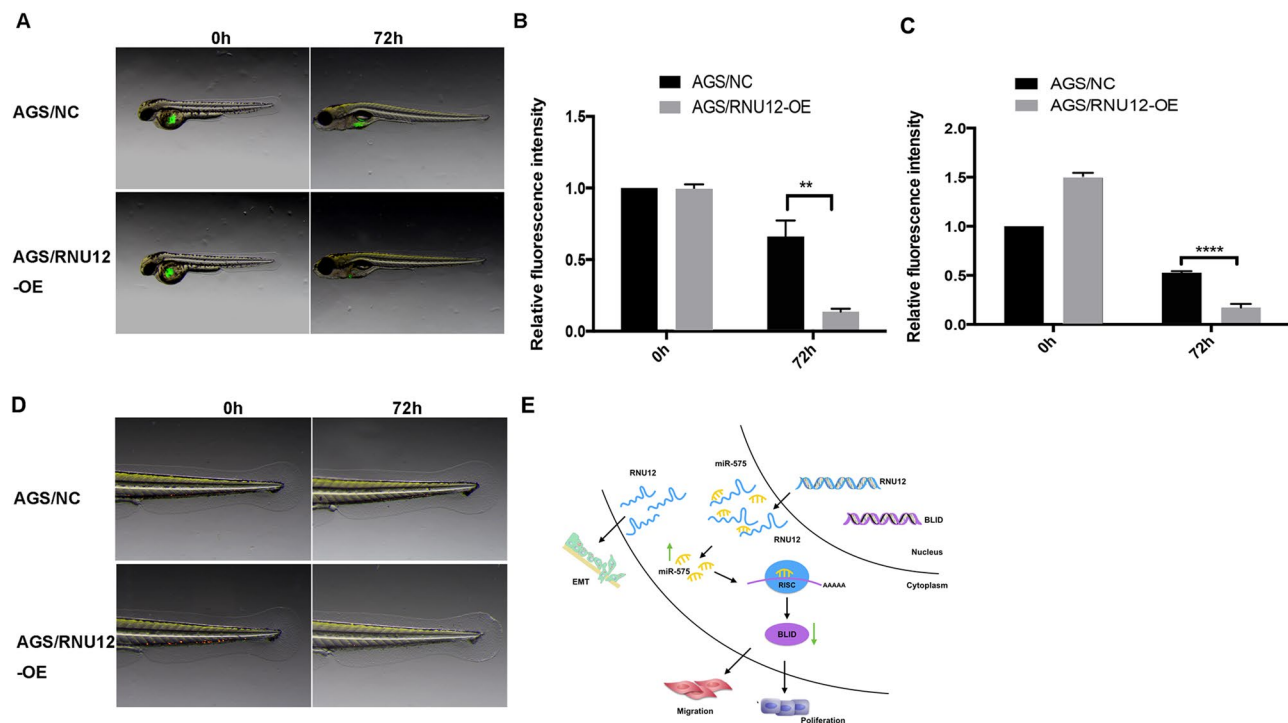 A
0h
72h
AGS/NC
AGS/RNU12
-OE
B
AGS/NC
AGS/RNU12-OE
Relative fluorescence intensity
1.5
1.0
0.5
0.0
**
0h
72h
C
AGS/NC
AGS/RNU12-OE
Relative fluorescence intensity
2.0
1.5
1.0
0.5
0.0
****
0h
72h
D
0h
72h
AGS/NC
AGS/RNU12
-OE
E
RNU12
miR-575
RNU12
BLID
RNU12
Nucleus
EMT
miR-575
RISC
AAAAA
Cytoplasm
BLID
Migration
Poliferation